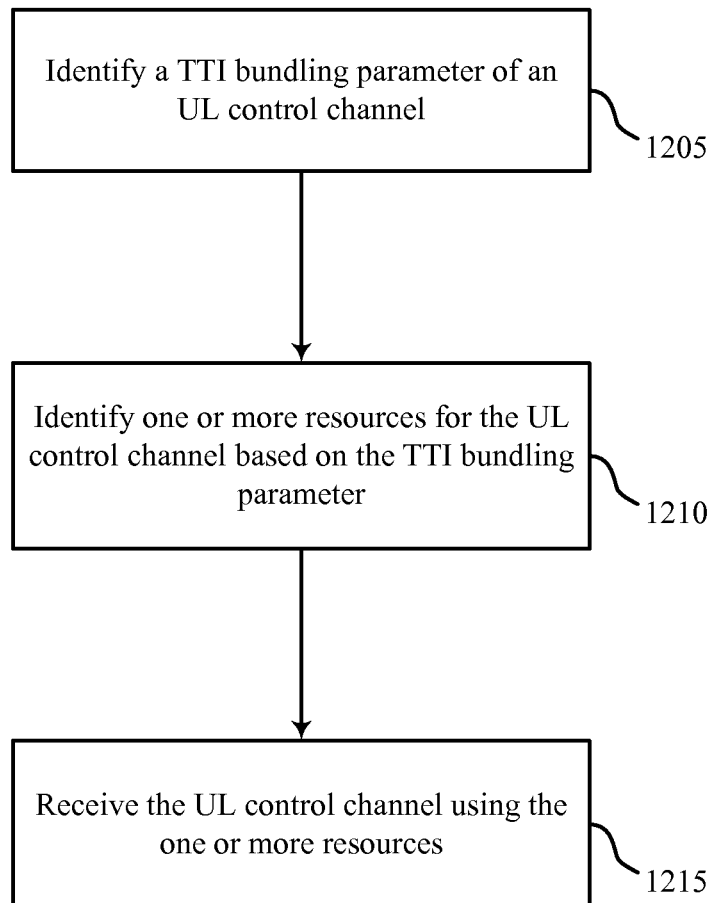 Identify a TTI bundling parameter of an
UL control channel
1205
Identify one or more resources for the UL
control channel based on the TTI bundling
parameter
1210
Receive the UL control channel using the
one or more resources
1215